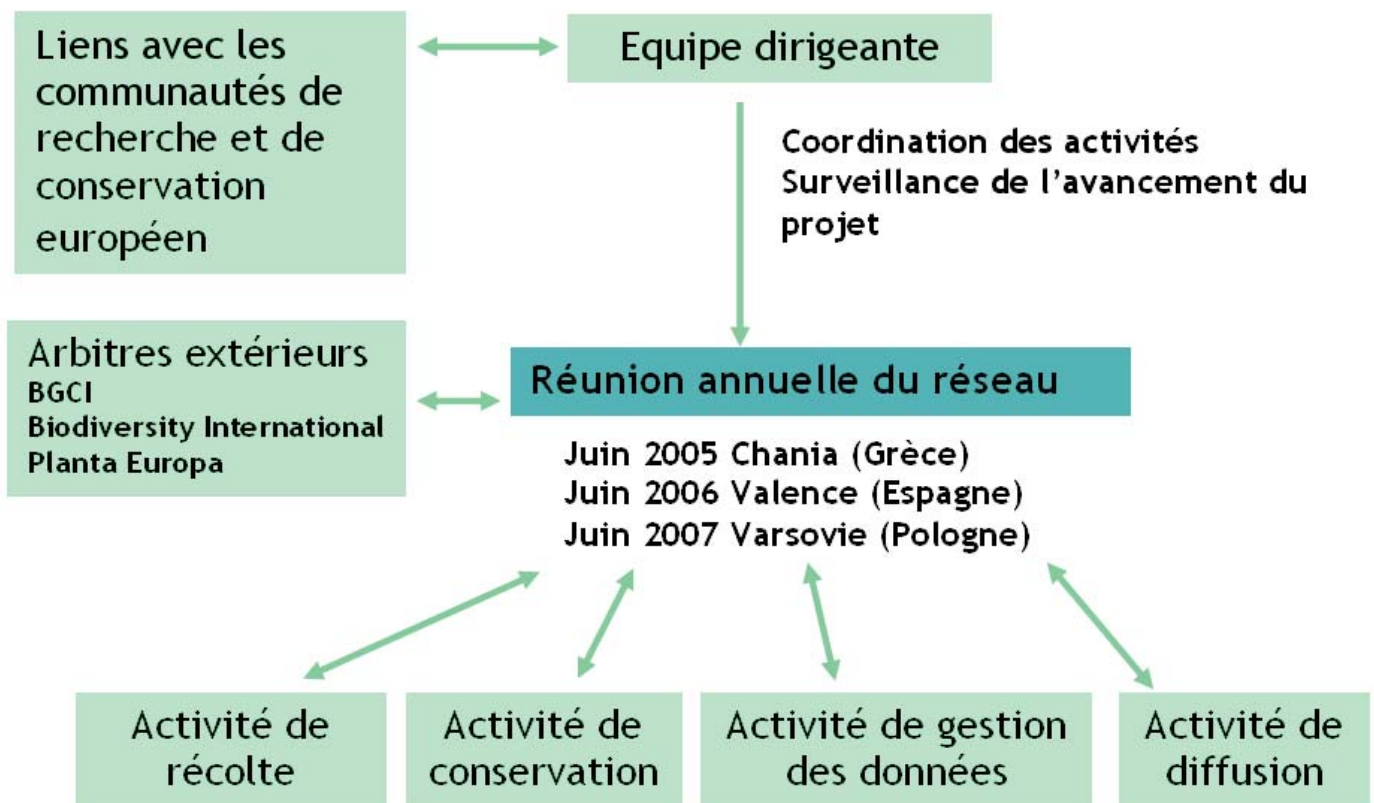 Liens avec les
communautés de
recherche et de
conservation
européen
Equipe dirigeante
Coordination des activités
Surveillance de l'avancement du
projet
Arbitres extérieurs
BGCI
Biodiversity International
Planta Europa
Réunion annuelle du réseau
Juin 2005 Chania (Grèce)
Juin 2006 Valence (Espagne)
Juin 2007 Varsovie (Pologne)
Activité de
récolte
Activité de
conservation
Activité de gestion
des données
Activité de
diffusion